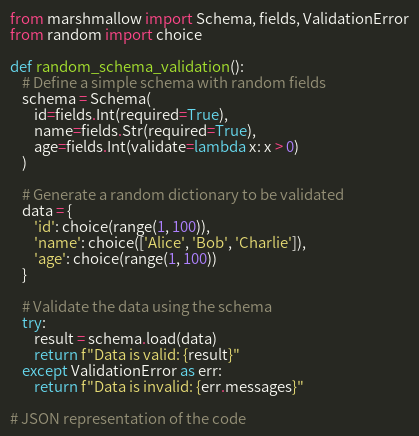 from marshmallow import Schema, fields, ValidationError
from random import choice

def random_schema_validation():
    # Define a simple schema with random fields
    schema = Schema(
        id=fields.Int(required=True),
        name=fields.Str(required=True),
        age=fields.Int(validate=lambda x: x > 0)
    )

    # Generate a random dictionary to be validated
    data = {
        'id': choice(range(1, 100)),
        'name': choice(['Alice', 'Bob', 'Charlie']),
        'age': choice(range(1, 100))
    }

    # Validate the data using the schema
    try:
        result = schema.load(data)
        return f"Data is valid: {result}"
    except ValidationError as err:
        return f"Data is invalid: {err.messages}"

# JSON representation of the code